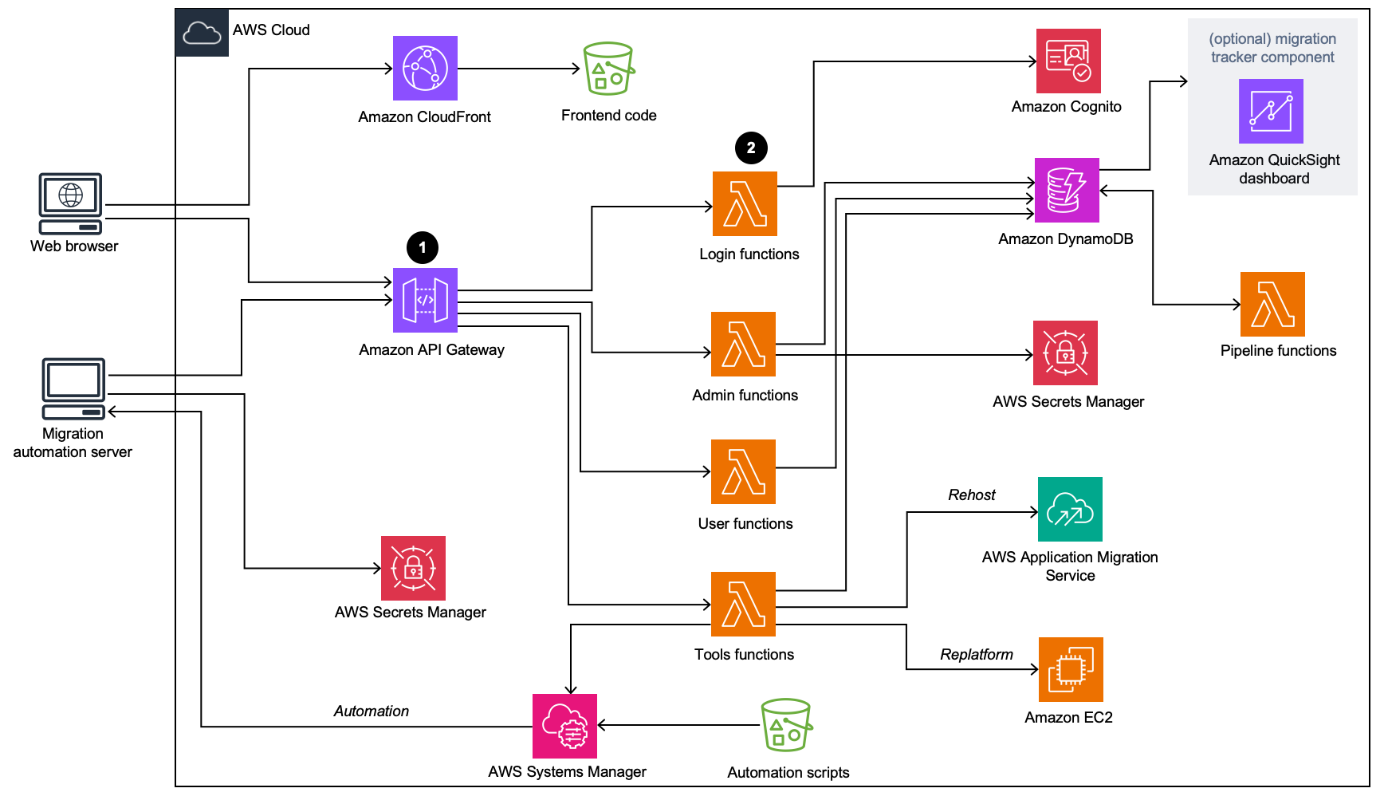 AWS Cloud
(optional) migration
tracker component
Amazon CloudFront
Frontend code
Amazon Cognito
2
Amazon QuickSight
dashboard
Web browser
1
Login functions
Amazon DynamoDB
Amazon API Gateway
Pipeline functions
Admin functions
AWS Secrets Manager
Migration
automation server
User functions
Rehost
AWS Application Migration
Service
AWS Secrets Manager
Tools functions
Replatform
Automation
Amazon EC2
AWS Systems Manager
Automation scripts